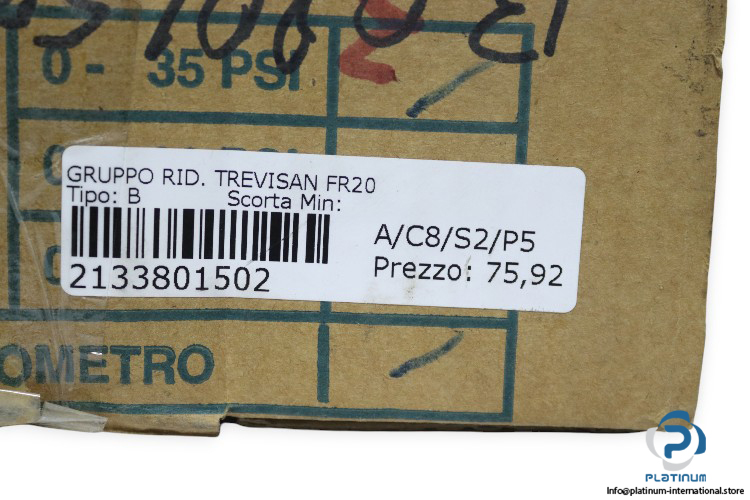 0 - 35 PSI
GRUPPO RID. TREVISAN FR20
Tipo: B Scorta Min:
A/C8/S2/P5
2133801502
Prezzo: 75,92
OMETRO
PLATINUM
Info@platinum-international.store